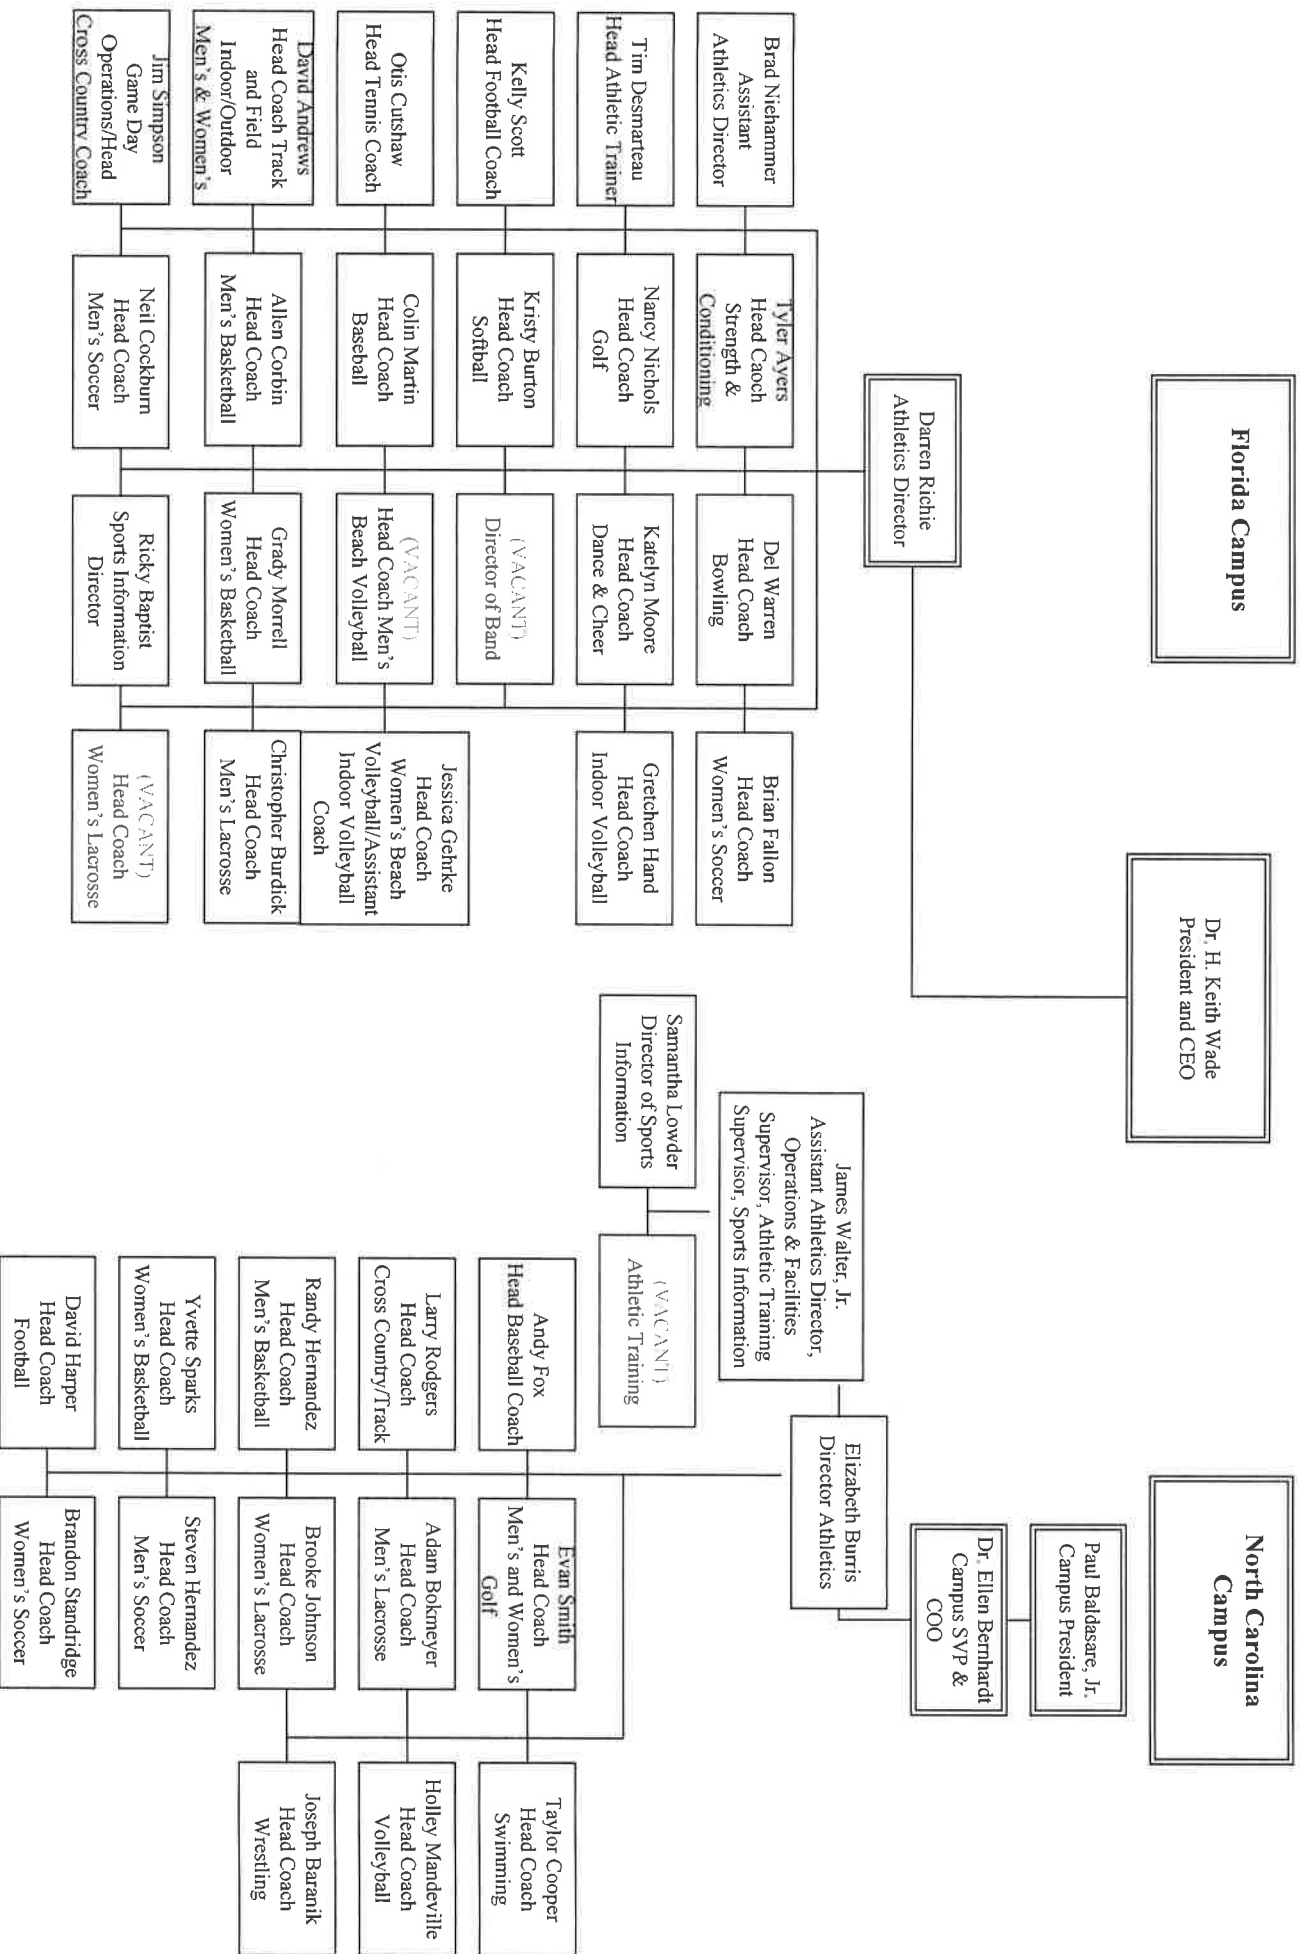 Florida Campus
North Carolina
Campus
Dr. H. Keith Wade
President and CEO
Paul Baldasare, Jr.
Campus President
Dr. Ellen Bernhardt
Campus SVP &
COO
Darren Richie
Athletics Director
Elizabeth Burris
Director Athletics
James Walter, Jr.
Assistant Athletics Director,
Operations & Facilities
Supervisor, Athletic Training
Supervisor, Sports Information
Brad Niehammer
Assistant
Athletics Director
Tyler Ayers
Head Caoch
Strength &
Conditioning
Del Warren
Head Coach
Bowling
Brian Fallon
Head Coach
Women's Soccer
Tim Desmarteau
Head Athletic Trainer
Nancy Nichols
Head Coach
Golf
Katelyn Moore
Head Coach
Dance & Cheer
Gretchen Hand
Head Coach
Indoor Volleyball
Kelly Scott
Head Football Coach
Kristy Burton
Head Coach
Softball
(VACANT)
Director of Band
Otis Cutshaw
Head Tennis Coach
Colin Martin
Head Coach
Baseball
(VACANT)
Head Coach Men's
Beach Volleyball
Jessica Gehrke
Head Coach
Women's Beach
Volleyball/Assistant
Indoor Volleyball
Coach
David Andrews
Head Coach Track
and Field
Indoor/Outdoor
Men's & Women's
Allen Corbin
Head Coach
Men's Basketball
Grady Morrell
Head Coach
Women's Basketball
Christopher Burdick
Head Coach
Men's Lacrosse
Jim Simpson
Game Day
Operations/Head
Cross Country Coach
Neil Cockburn
Head Coach
Men's Soccer
Ricky Baptist
Sports Information
Director
(VACANT)
Head Coach
Women's Lacrosse
Samantha Lowder
Director of Sports
Information
(VACANT)
Athletic Training
Andy Fox
Head Baseball Coach
Evan Smith
Head Coach
Men's and Women's
Golf
Taylor Cooper
Head Coach
Swimming
Larry Rodgers
Head Coach
Cross Country/Track
Adam Bokmeyer
Head Coach
Men's Lacrosse
Holley Mandeville
Head Coach
Volleyball
Randy Hernandez
Head Coach
Men's Basketball
Brooke Johnson
Head Coach
Women's Lacrosse
Joseph Baranik
Head Coach
Wrestling
Yvette Sparks
Head Coach
Women's Basketball
Steven Hernandez
Head Coach
Men's Soccer
David Harper
Head Coach
Football
Brandon Standridge
Head Coach
Women's Soccer